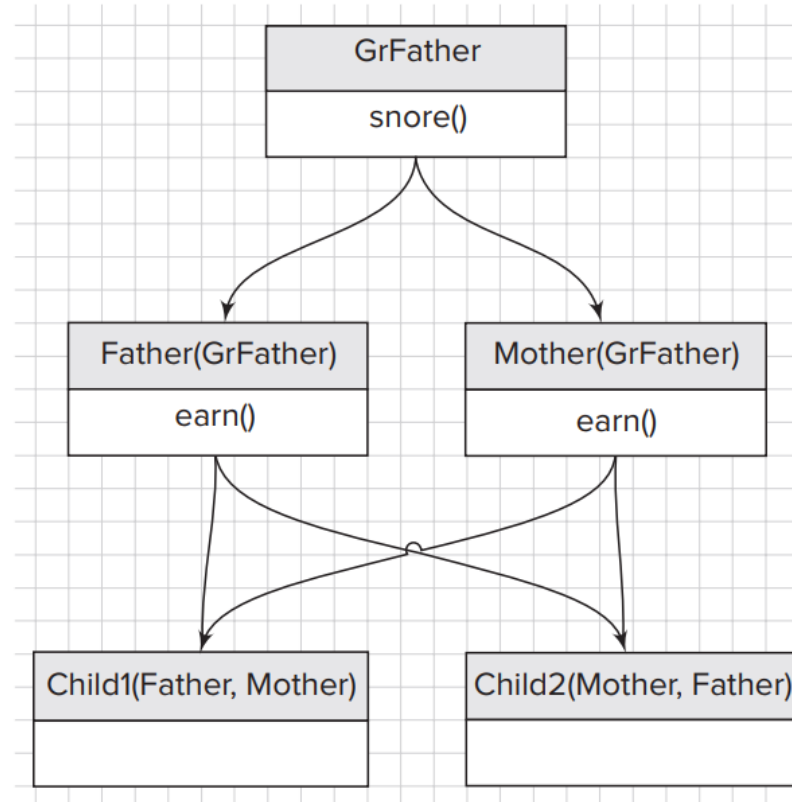 GrFather
snore()
Father(GrFather)
Mother(GrFather)
earn()
earn()
Child1(Father, Mother)
Child2(Mother, Father)